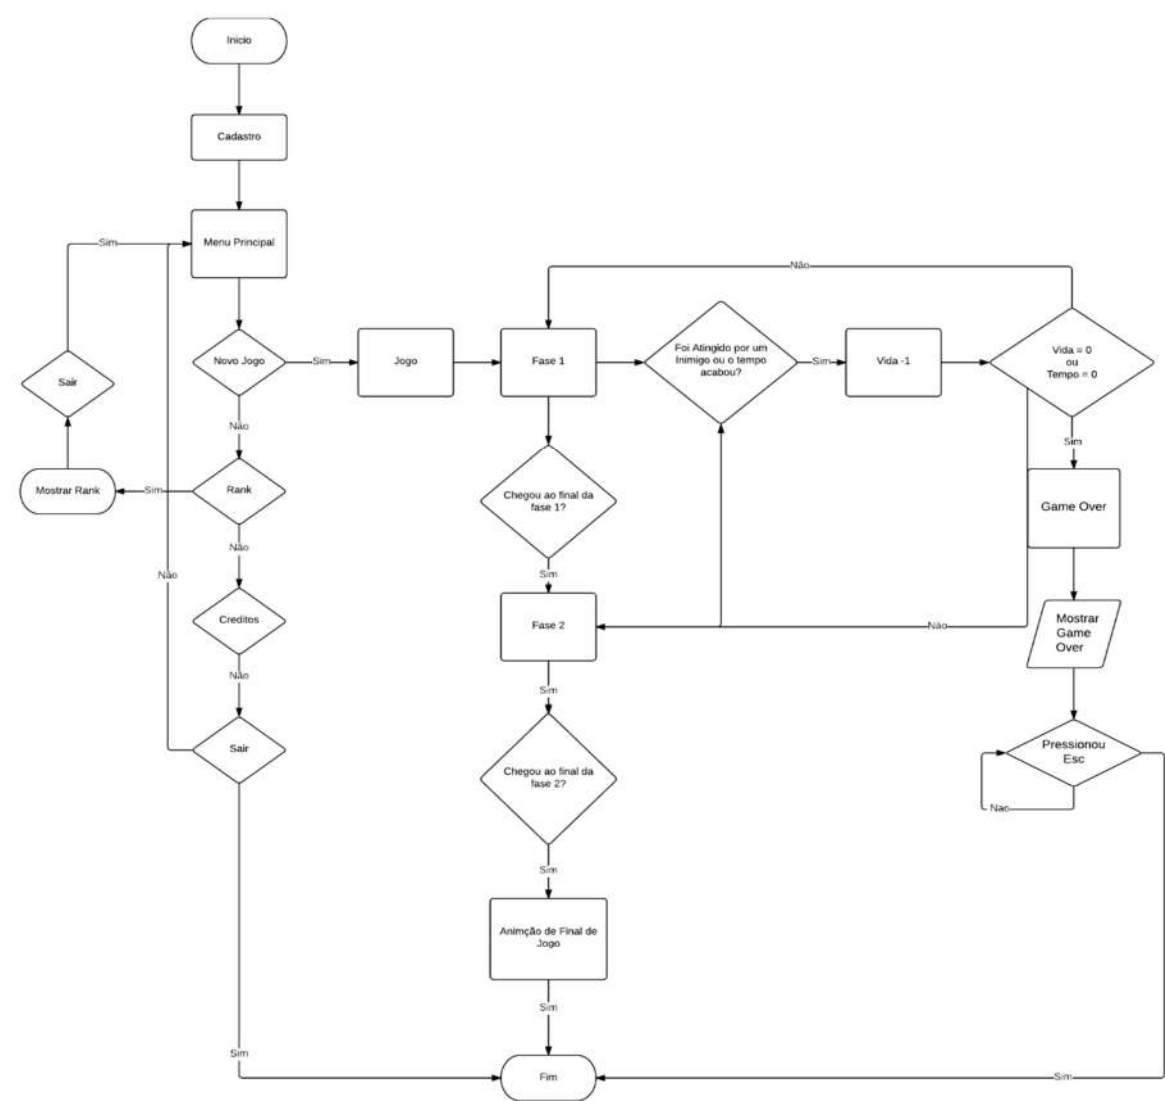 Inicio
Cadastro
Menu Principal
Sim
Não
Novo Jogo
Sim
Jogo
Fase 1
Foi Atingido por um
Inimigo ou o tempo
acabou?
Sim
Vida -1
Vida = 0
ou
Tempo = 0
Sair
Não
Sim
Mostrar Rank
Sim
Rank
Chegou ao final da
fase 1?
Game Over
Não
Não
Sim
Creditos
Fase 2
Não
Mostrar
Game
Over
Não
Sim
Sair
Chegou ao final da
fase 2?
Pressionou
Esc
Nao
Sim
Animção de Final de
Jogo
Sim
Sim
Fim
Sim